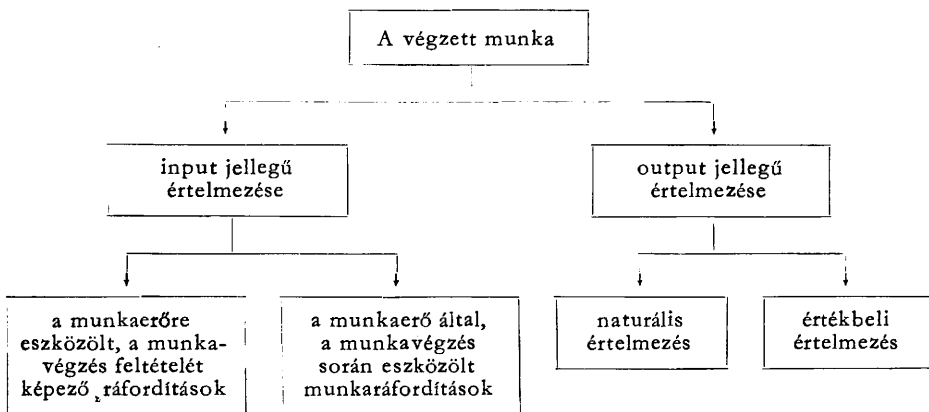 A végzett munka
input jellegű
értelmezése
output jellegű
értelmezése
a munkaerőre
eszközölt, a munka-
végzés feltételét
képező ráfordítások
a munkaerő által,
a munkavégzés
során eszközölt
munkaráfordítások
naturális
értelmezés
értékbeli
értelmezés